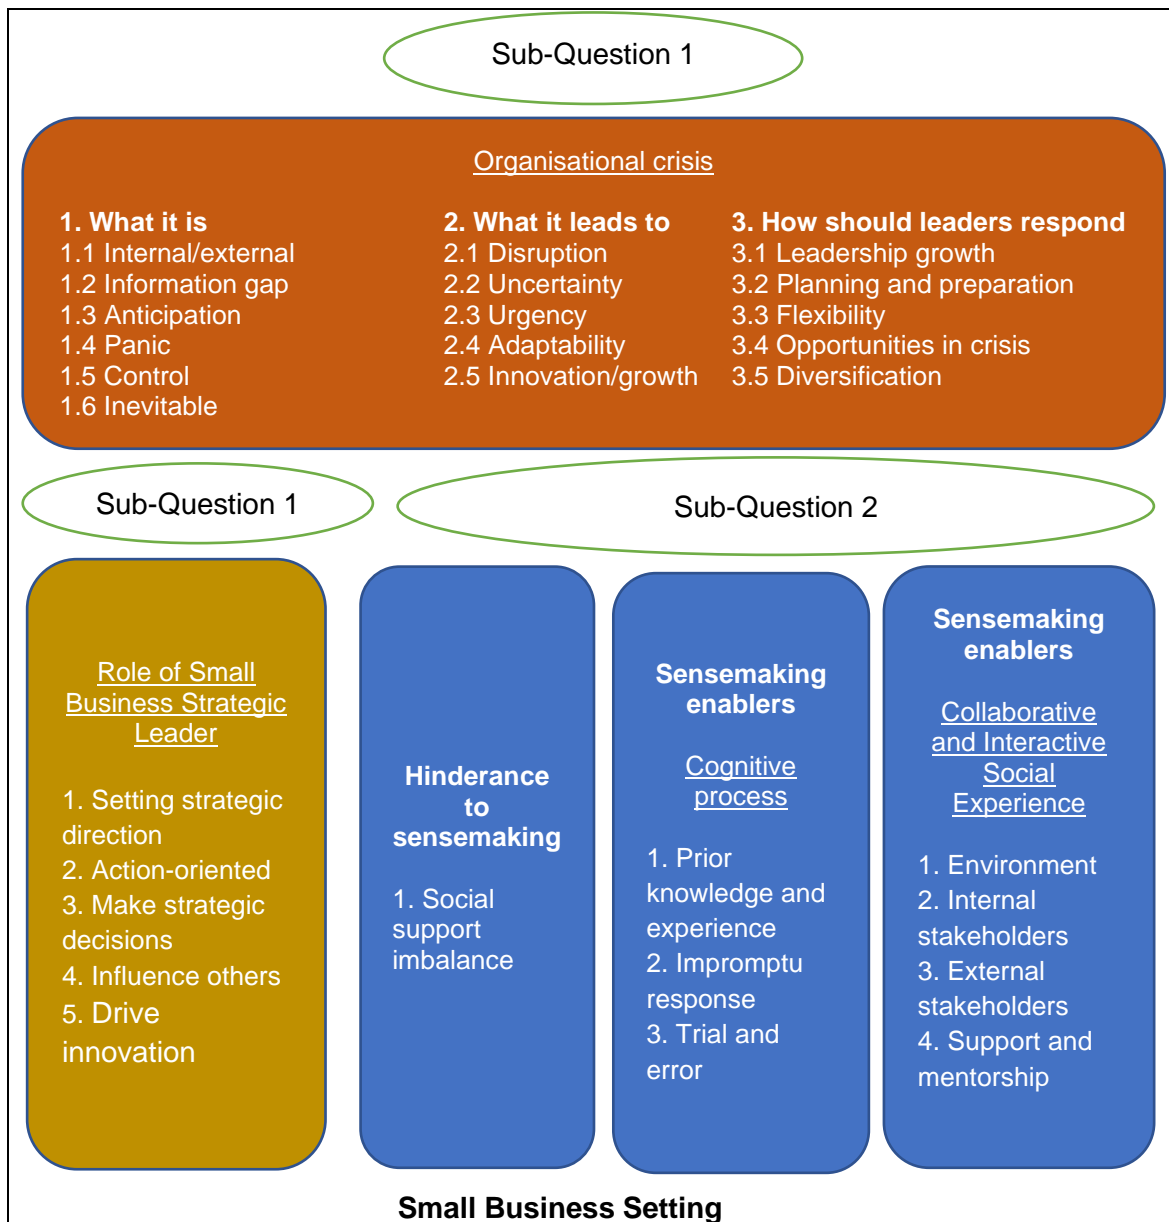 Sub-Question 1
Organisational crisis
1. What it is
1.1 Internal/external
1.2 Information gap
1.3 Anticipation
1.4 Panic
1.5 Control
1.6 Inevitable
2. What it leads to
2.1 Disruption
2.2 Uncertainty
2.3 Urgency
2.4 Adaptability
2.5 Innovation/growth
3. How should leaders respond
3.1 Leadership growth
3.2 Planning and preparation
3.3 Flexibility
3.4 Opportunities in crisis
3.5 Diversification
Sub-Question 1
Sub-Question 2
Role of Small
Business Strategic
Leader
1. Setting strategic
direction
2. Action-oriented
3. Make strategic
decisions
4. Influence others
5. Drive
innovation
Hinderance
to
sensemaking
1. Social
support
imbalance
Sensemaking
enablers
Cognitive
process
1. Prior
knowledge and
experience
2. Impromptu
response
3. Trial and
error
Sensemaking
enablers
Collaborative
and Interactive
Social
Experience
1. Environment
2. Internal
stakeholders
3. External
stakeholders
4. Support and
mentorship
Small Business Setting